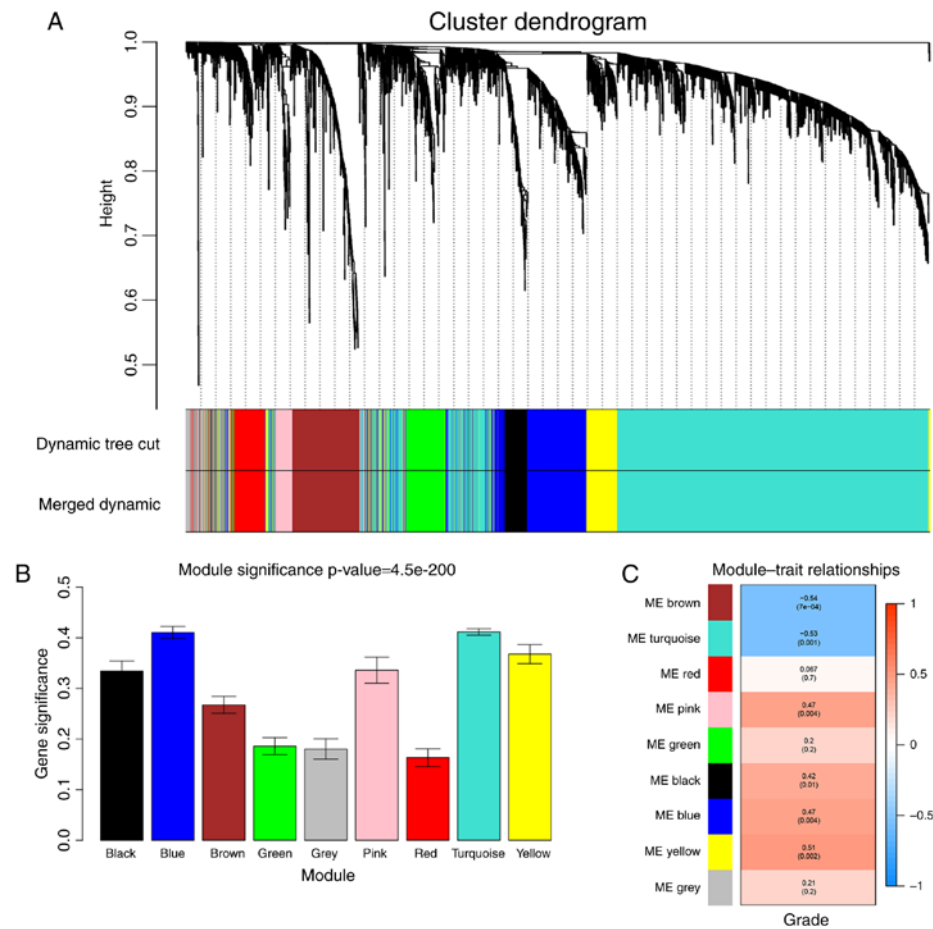 A
Cluster dendrogram
Height
1.0
0.9
0.8
0.7
0.6
0.5
Dynamic tree cut
Merged dynamic
B
Module significance p-value=4.5e-200
Gene significance
0.5
0.4
0.3
0.2
0.1
0.0
Black Blue Brown Green Grey Pink Red Turquoise Yellow
Module
C
Module–trait relationships
ME brown
−0.54
(7e−04)
ME turquoise
−0.53
(0.001)
ME red
0.067
(0.7)
ME pink
0.47
(0.004)
ME green
0.2
(0.2)
ME black
0.42
(0.01)
ME blue
0.47
(0.004)
ME yellow
0.51
(0.002)
ME grey
0.21
(0.2)
1
0.5
0
−0.5
−1
Grade